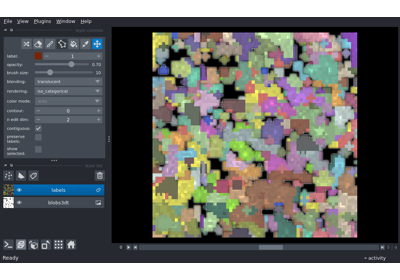 File View Plugins Window Help
label: 1
opacity: 0.70
brush size: 10
blending: translucent
rendering: iso_categorical
color mode:
contour: 0
n edit dim: 2
contiguous: ✓
preserve
labels:
show
selected:
labels
blobs3dt
0
Ready
activity